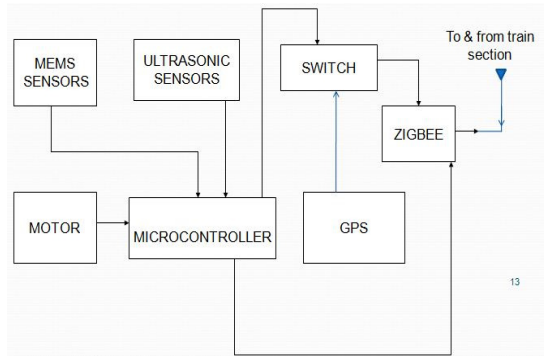 MEMS
SENSORS
ULTRASONIC
SENSORS
SWITCH
To & from train
section
ZIGBEE
MOTOR
MICROCONTROLLER
GPS
13